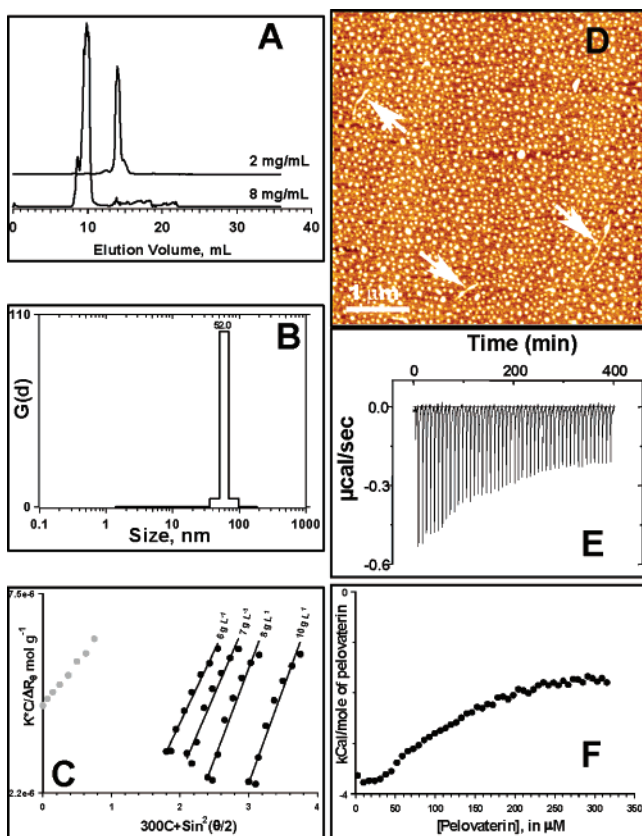 A
2 mg/mL
8 mg/mL
0 10 20 30 40
Elution Volume, mL
B
110
52.0
G(d)
0
0.1 1 10 100 1000
Size, nm
C
7.5e-6
K*C/ΔRθ mol g⁻¹
2.2e-6
6 g L⁻¹
7 g L⁻¹
8 g L⁻¹
10 g L⁻¹
0 1 2 3 4
300C+Sin²(θ/2)
D
1 µm
Time (min)
0 200 400
0.0
-0.3
-0.6
µcal/sec
E
0
-4
kCal/mole of pelovaterin
F
0 50 100 150 200 250 300 350
[Pelovaterin], in µM